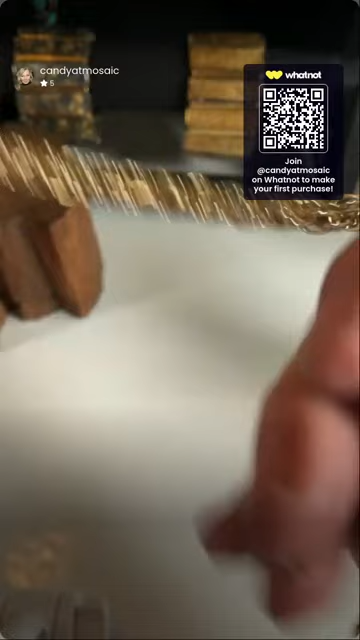 candyatmosaic
★ 5
whatnot
Join
@candyatmosaic
on Whatnot to make
your first purchase!